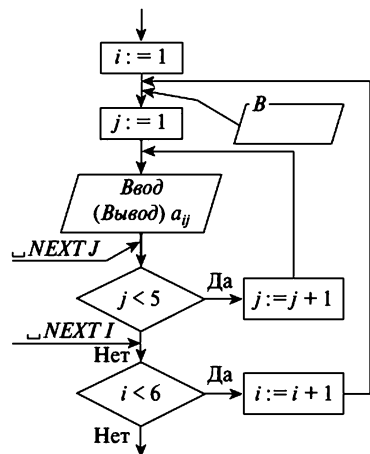 i := 1
B
j := 1
Ввод
(Вывод) aij
␣NEXT J
Да
j < 5
j := j + 1
␣NEXT I
Нет
Да
i < 6
i := i + 1
Нет